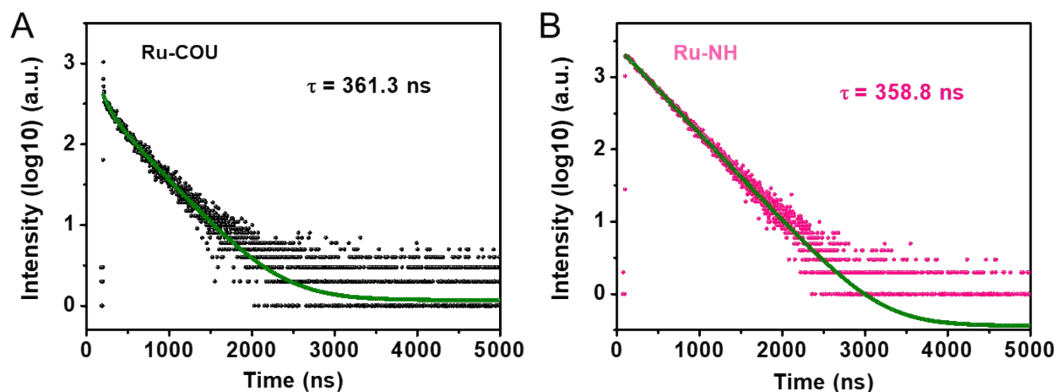 A
Ru-COU
τ = 361.3 ns
Intensity (log10) (a.u.)
3
2
1
0
0 1000 2000 3000 4000 5000
Time (ns)
B
Ru-NH
τ = 358.8 ns
Intensity (log10) (a.u.)
3
2
1
0
0 1000 2000 3000 4000 5000
Time (ns)